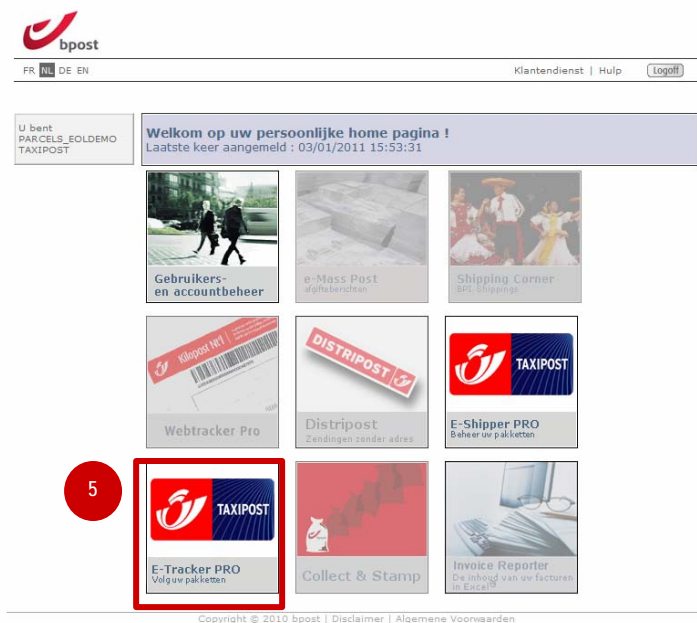 bpost
FR NL DE EN
Klantendienst | Hulp Logoff
U bent
PARCELS_EOLDEMO
TAXIPOST
Welkom op uw persoonlijke home pagina !
Laatste keer aangemeld : 03/01/2011 15:53:31
Gebruikers-
en accountbeheer
e-Mass Post
afgifteberichten
Shipping Corner
BPI-Shippings
Kilopost Nr1
Webtracker Pro
DISTRIPOST
Distripost
Zendingen zonder adres
TAXIPOST
E-Shipper PRO
Beheer uw pakketten
5
TAXIPOST
E-Tracker PRO
Volg uw pakketten
Collect & Stamp
Invoice Reporter
De inhoud van uw facturen
in Excel
Copyright © 2010 bpost | Disclaimer | Algemene Voorwaarden